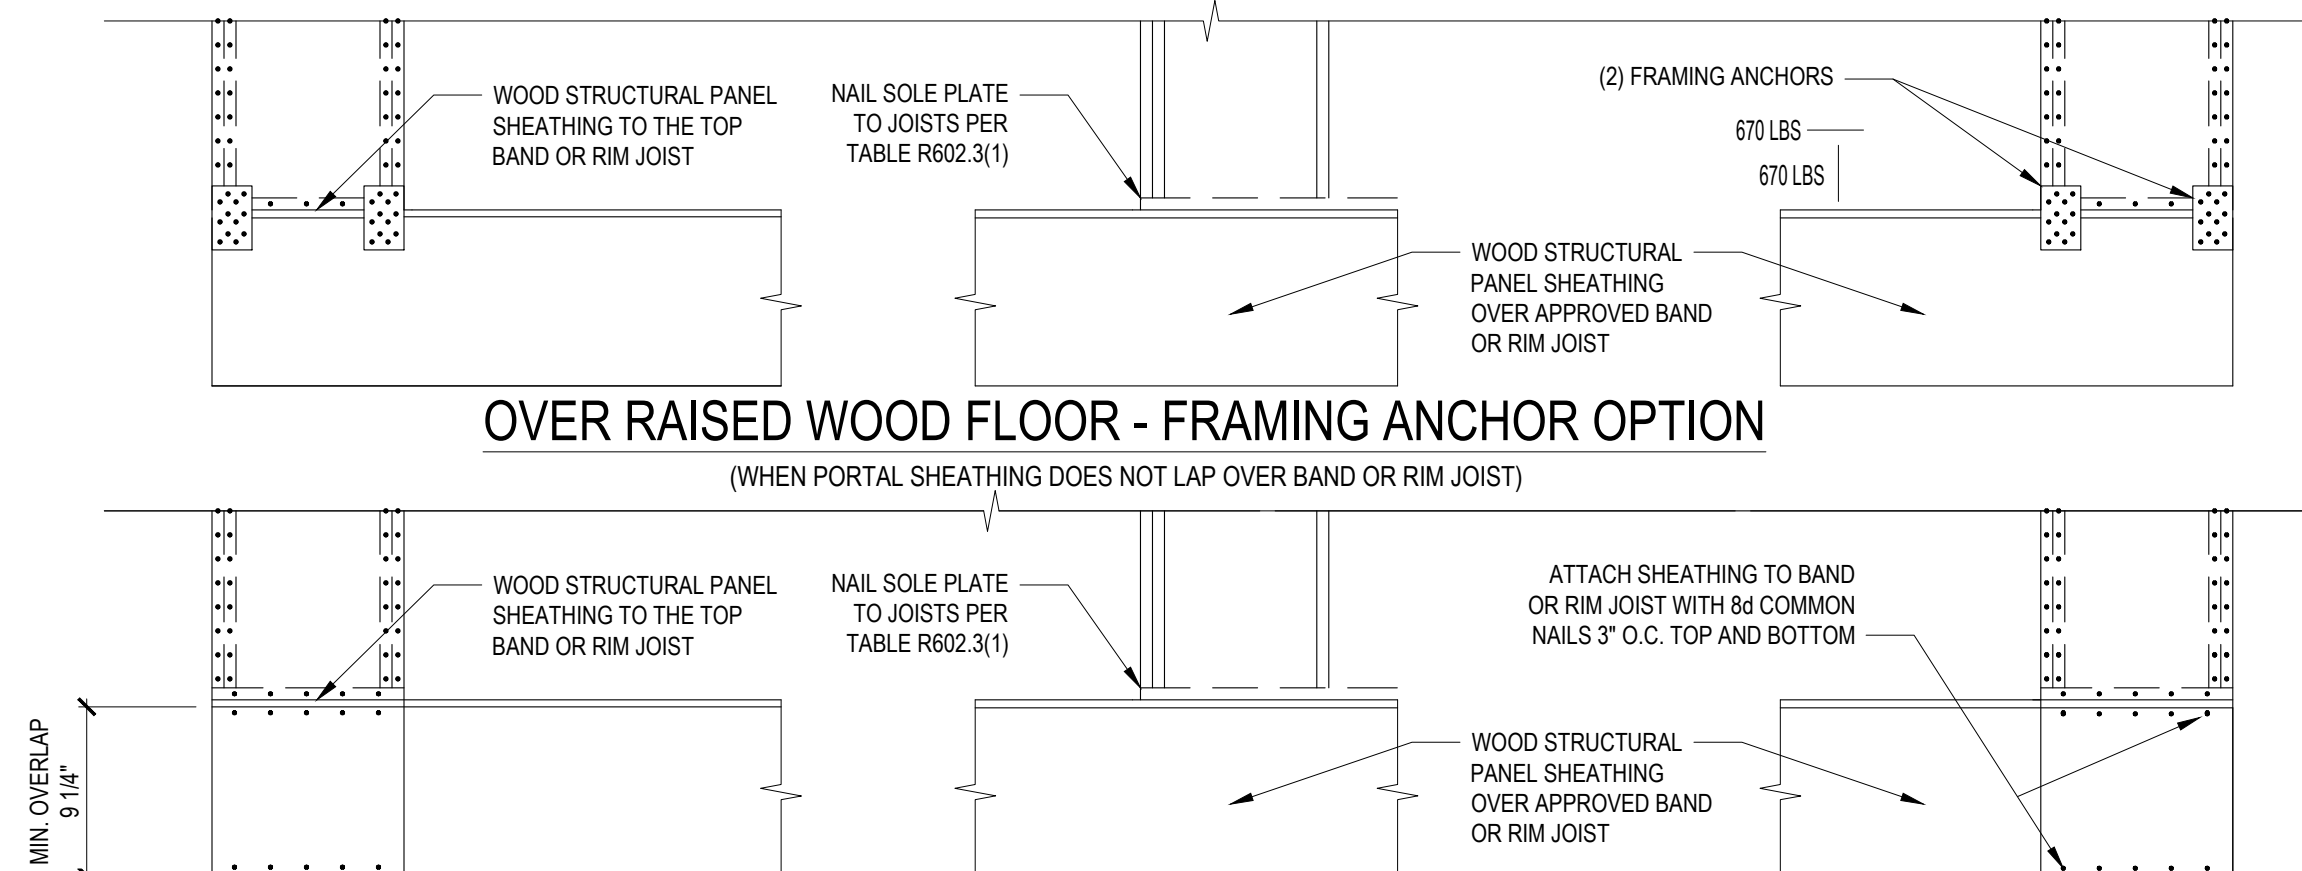 WOOD STRUCTURAL PANEL
SHEATHING TO THE TOP
BAND OR RIM JOIST
NAIL SOLE PLATE
TO JOISTS PER
TABLE R602.3(1)
(2) FRAMING ANCHORS
670 LBS
670 LBS
WOOD STRUCTURAL
PANEL SHEATHING
OVER APPROVED BAND
OR RIM JOIST
OVER RAISED WOOD FLOOR - FRAMING ANCHOR OPTION
(WHEN PORTAL SHEATHING DOES NOT LAP OVER BAND OR RIM JOIST)
WOOD STRUCTURAL PANEL
SHEATHING TO THE TOP
BAND OR RIM JOIST
NAIL SOLE PLATE
TO JOISTS PER
TABLE R602.3(1)
ATTACH SHEATHING TO BAND
OR RIM JOIST WITH 8d COMMON
NAILS 3" O.C. TOP AND BOTTOM
MIN. OVERLAP
9 1/4"
WOOD STRUCTURAL
PANEL SHEATHING
OVER APPROVED BAND
OR RIM JOIST